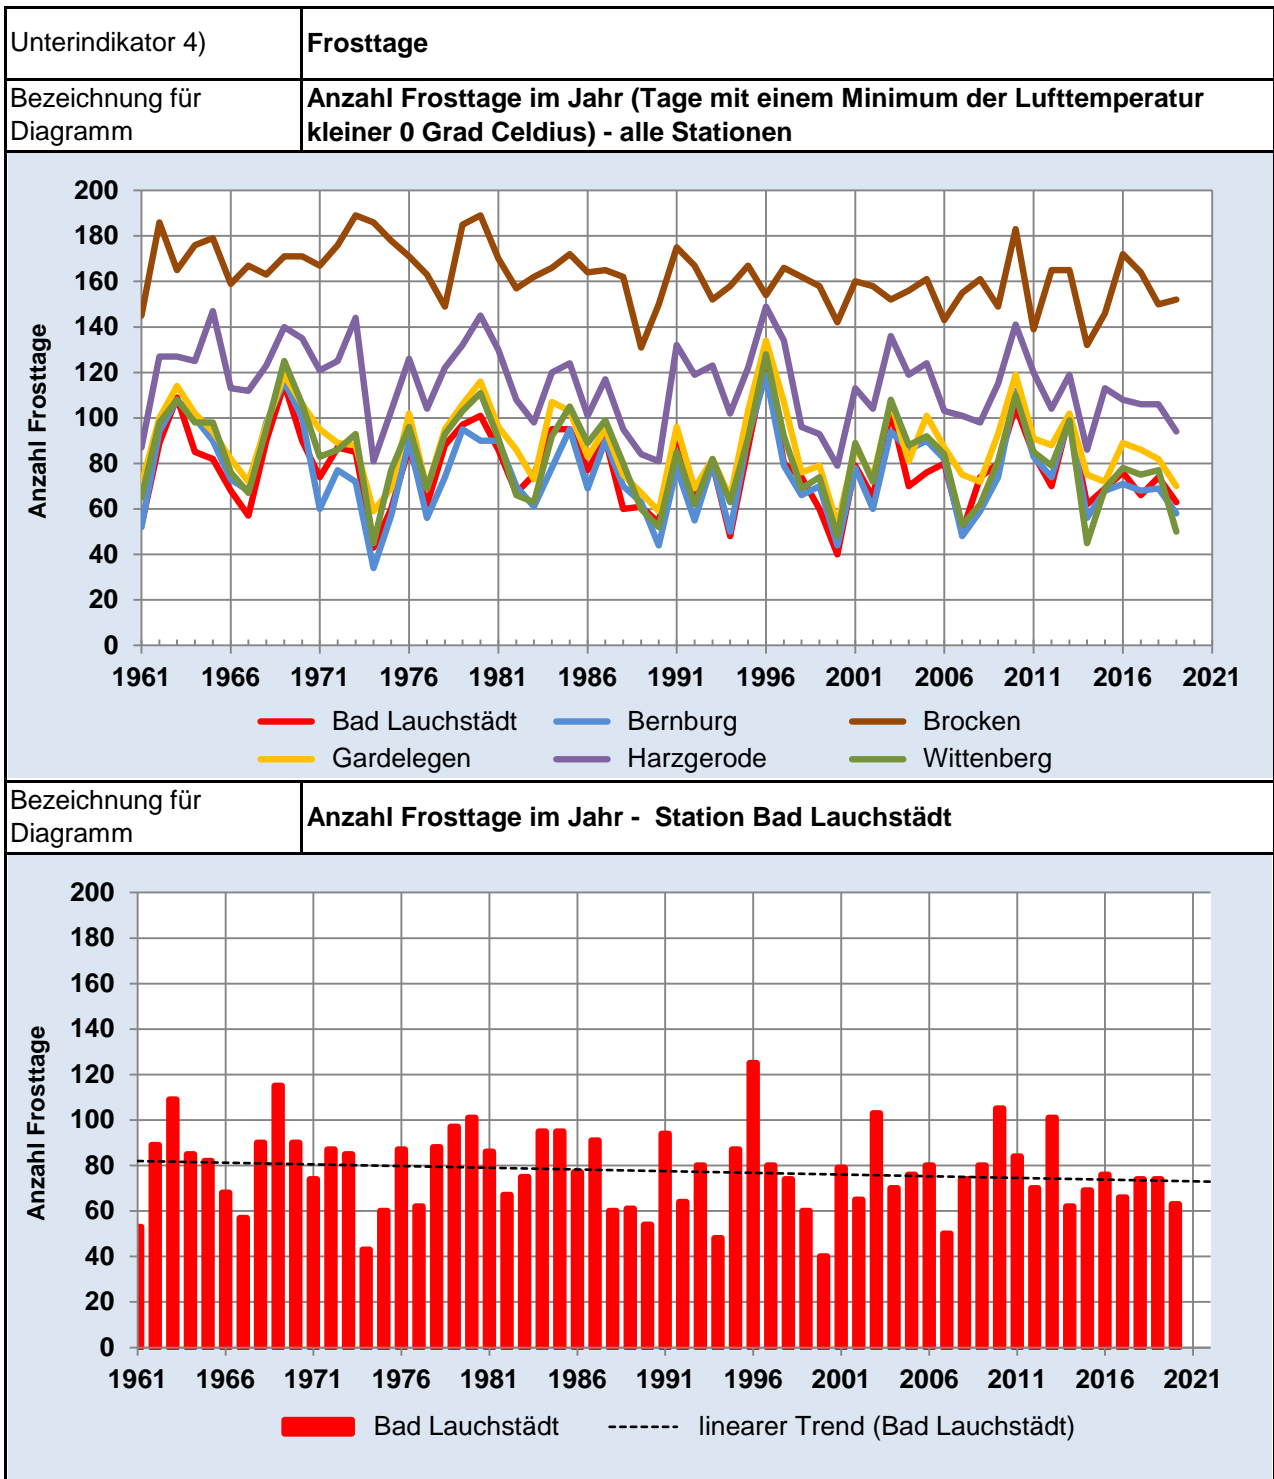 Unterindikator 4)
Frosttage
Bezeichnung für
Diagramm
Anzahl Frosttage im Jahr (Tage mit einem Minimum der Lufttemperatur
kleiner 0 Grad Celdius) - alle Stationen
Anzahl Frosttage
200
180
160
140
120
100
80
60
40
20
0
1961 1966 1971 1976 1981 1986 1991 1996 2001 2006 2011 2016 2021
Bad Lauchstädt Bernburg Brocken
Gardelegen Harzgerode Wittenberg
Bezeichnung für
Diagramm
Anzahl Frosttage im Jahr - Station Bad Lauchstädt
Anzahl Frosttage
200
180
160
140
120
100
80
60
40
20
0
1961 1966 1971 1976 1981 1986 1991 1996 2001 2006 2011 2016 2021
Bad Lauchstädt linearer Trend (Bad Lauchstädt)